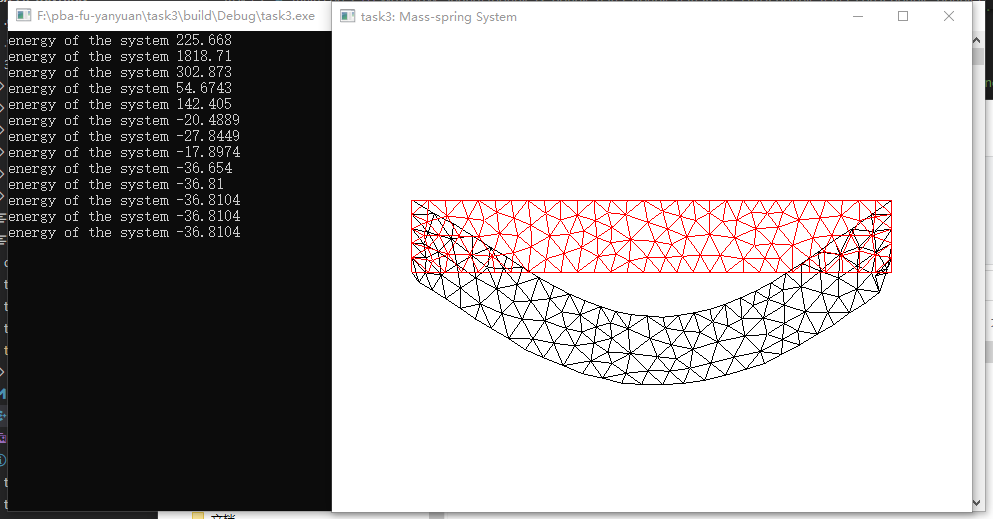 F:\pba-fu-yanyuan\task3\build\Debug\task3.exe
task3: Mass-spring System
energy of the system 225.668
energy of the system 1818.71
energy of the system 302.873
energy of the system 54.6743
energy of the system 142.405
energy of the system -20.4889
energy of the system -27.8449
energy of the system -17.8974
energy of the system -36.654
energy of the system -36.81
energy of the system -36.8104
energy of the system -36.8104
energy of the system -36.8104